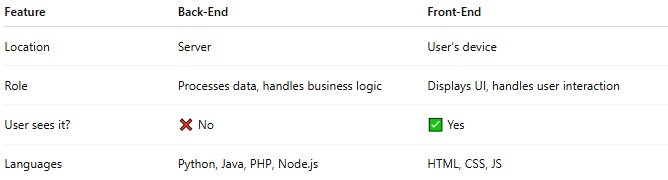 Feature Back-End Front-End
Location Server User's device
Role Processes data, handles business logic Displays UI, handles user interaction
User sees it? ❌ No ✅ Yes
Languages Python, Java, PHP, Node.js HTML, CSS, JS